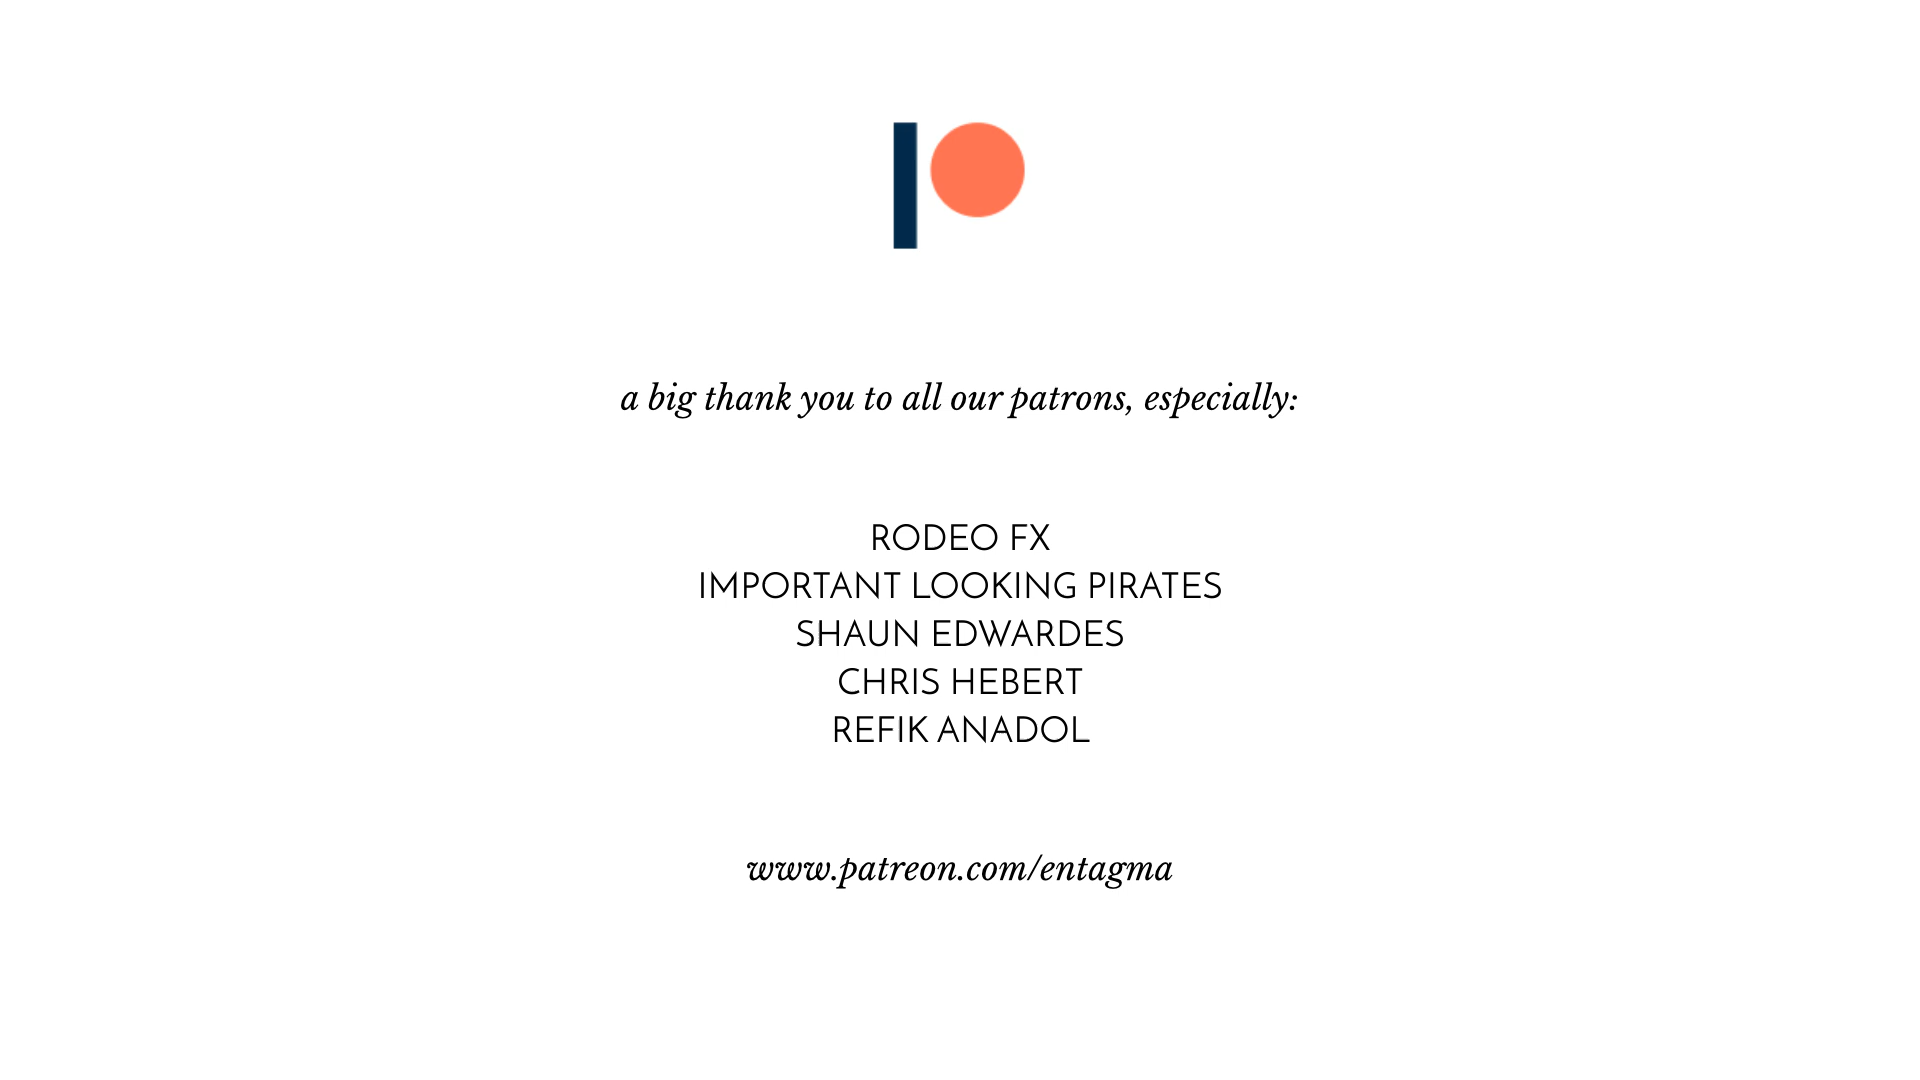 a big thank you to all our patrons, especially:
RODEO FX
IMPORTANT LOOKING PIRATES
SHAUN EDWARDES
CHRIS HEBERT
REFIK ANADOL
www.patreon.com/entagma